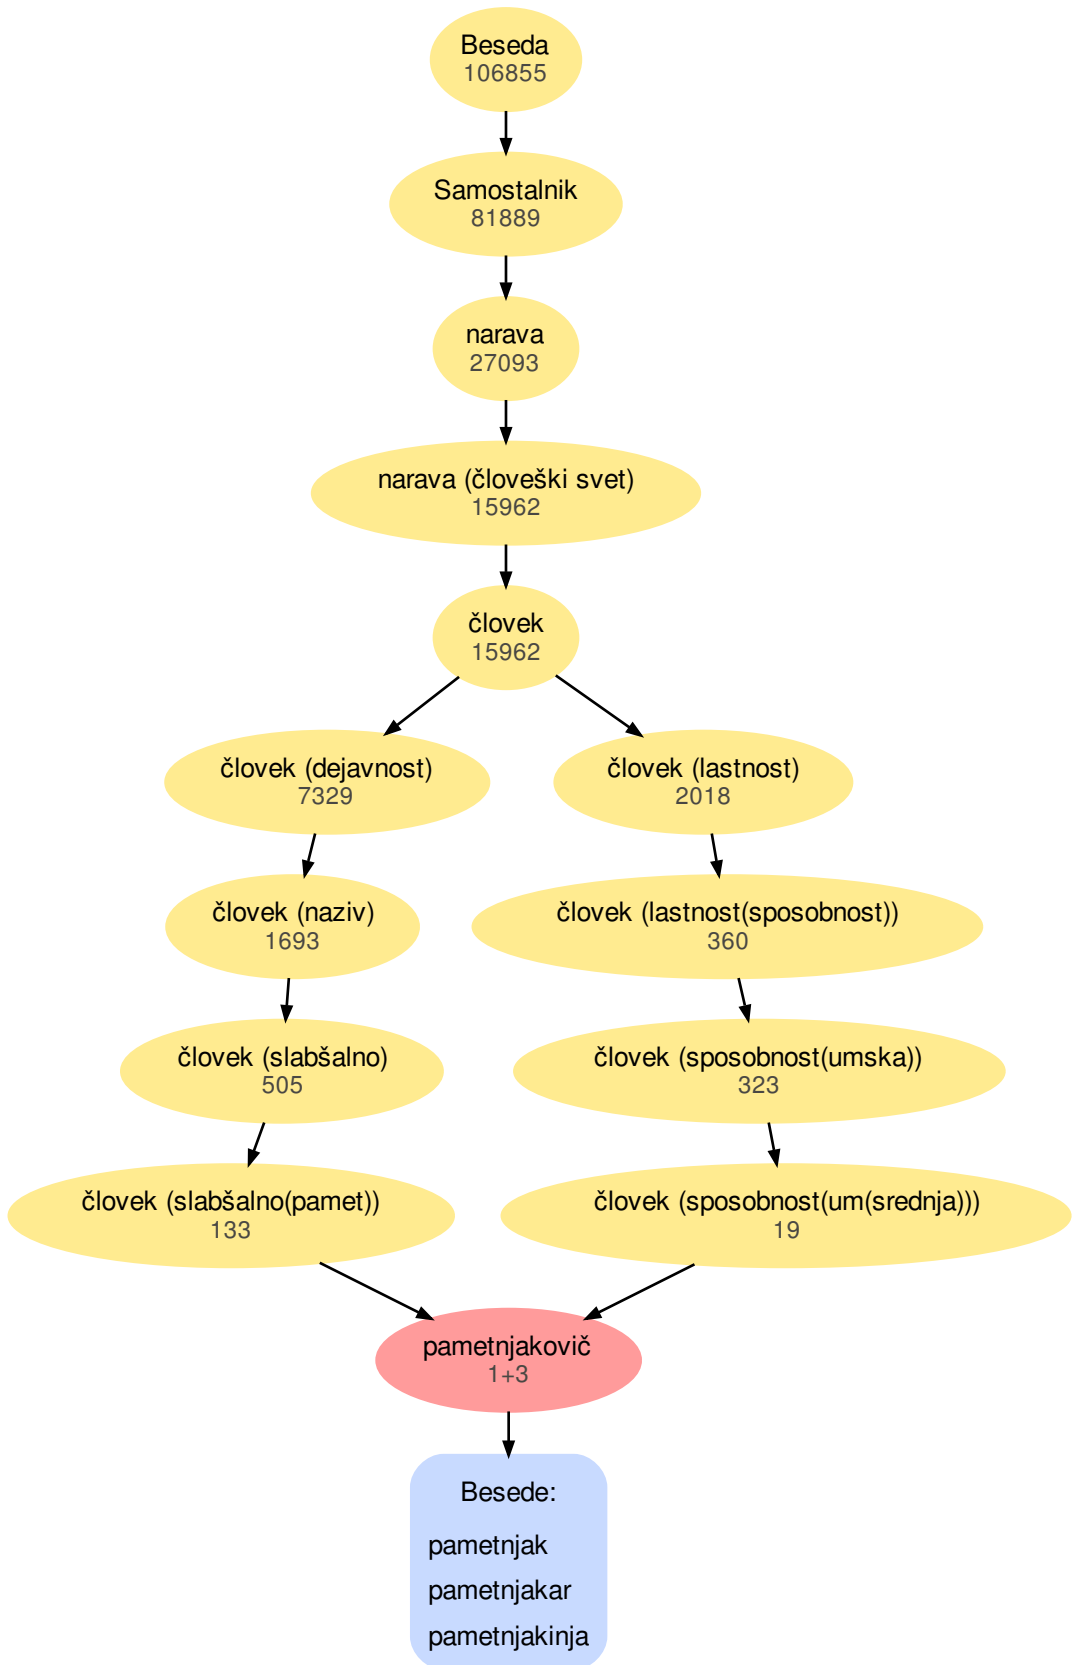 Beseda
106855
Samostalnik
81889
narava
27093
narava (človeški svet)
15962
človek
15962
človek (dejavnost)
7329
človek (lastnost)
2018
človek (naziv)
1693
človek (lastnost(sposobnost))
360
človek (slabšalno)
505
človek (sposobnost(umska))
323
človek (slabšalno(pamet))
133
človek (sposobnost(um(srednja)))
19
pametnjakovič
1+3
Besede:
pametnjak
pametnjakar
pametnjakinja